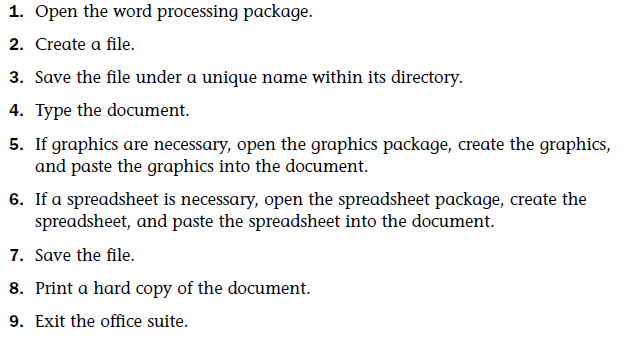 1. Open the word processing package.
2. Create a file.
3. Save the file under a unique name within its directory.
4. Type the document.
5. If graphics are necessary, open the graphics package, create the graphics,
and paste the graphics into the document.
6. If a spreadsheet is necessary, open the spreadsheet package, create the
spreadsheet, and paste the spreadsheet into the document.
7. Save the file.
8. Print a hard copy of the document.
9. Exit the office suite.